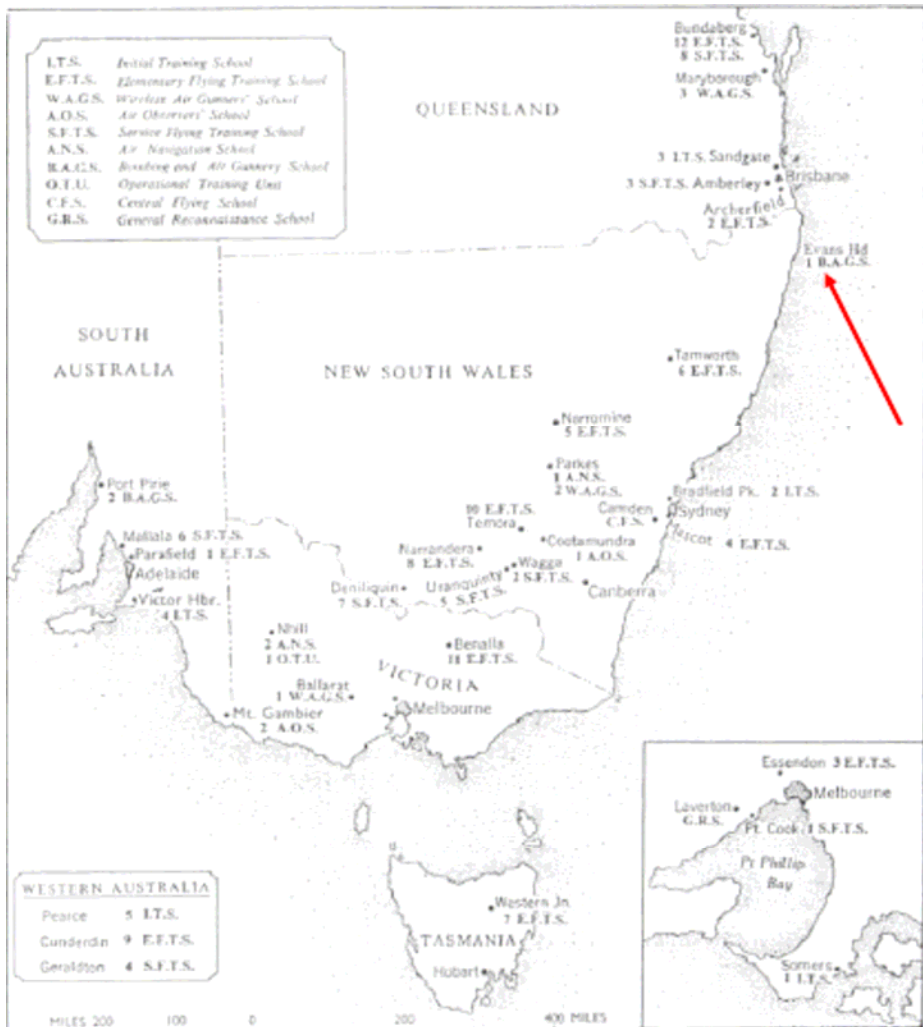 I.T.S. Initial Training School
E.F.T.S. Elementary Flying Training School
W.A.G.S. Wireless Air Gunners' School
A.O.S. Air Observers' School
S.F.T.S. Service Flying Training School
A.N.S. Air Navigation School
B.A.G.S. Bombing and Air Gunnery School
O.T.U. Operational Training Unit
C.F.S. Central Flying School
G.R.S. General Reconnaissance School
Bundaberg
12 E.F.T.S.
8 S.F.T.S.
Maryborough
3 W.A.G.S.
QUEENSLAND
3 I.T.S. Sandgate
Brisbane
3 S.F.T.S. Amberley
Archerfield
2 E.F.T.S.
Evans Hd
1 B.A.G.S.
SOUTH
AUSTRALIA
NEW SOUTH WALES
Tamworth
6 E.F.T.S.
Narromine
5 E.F.T.S.
Parkes
1 A.N.S.
2 W.A.G.S.
Port Pirie
2 B.A.G.S.
Bradfield Pk. 2 I.T.S.
10 E.F.T.S.
Temora
Camden
C.F.S.
Sydney
Mascot 4 E.F.T.S.
Mallala 6 S.F.T.S.
Parafield 1 E.F.T.S.
Adelaide
Cootamundra
1 A.O.S.
Narrandera
8 E.F.T.S.
Wagga
2 S.F.T.S.
Uranquinty
5 S.F.T.S.
Deniliquin
7 S.F.T.S.
Canberra
Victor Hbr.
4 I.T.S.
Nhill
2 A.N.S.
1 O.T.U.
Benalla
11 E.F.T.S.
VICTORIA
Ballarat
1 W.A.G.S.
Melbourne
Mt. Gambier
2 A.O.S.
Essendon 3 E.F.T.S.
Melbourne
Laverton
G.R.S.
Pt. Cook 1 S.F.T.S.
Pt Phillip
Bay
Somers
1 I.T.S.
WESTERN AUSTRALIA
Pearce 5 I.T.S.
Cunderdin 9 E.F.T.S.
Geraldton 4 S.F.T.S.
Western Jn.
7 E.F.T.S.
TASMANIA
Hobart
MILES 200 100 0 200 400 MILES